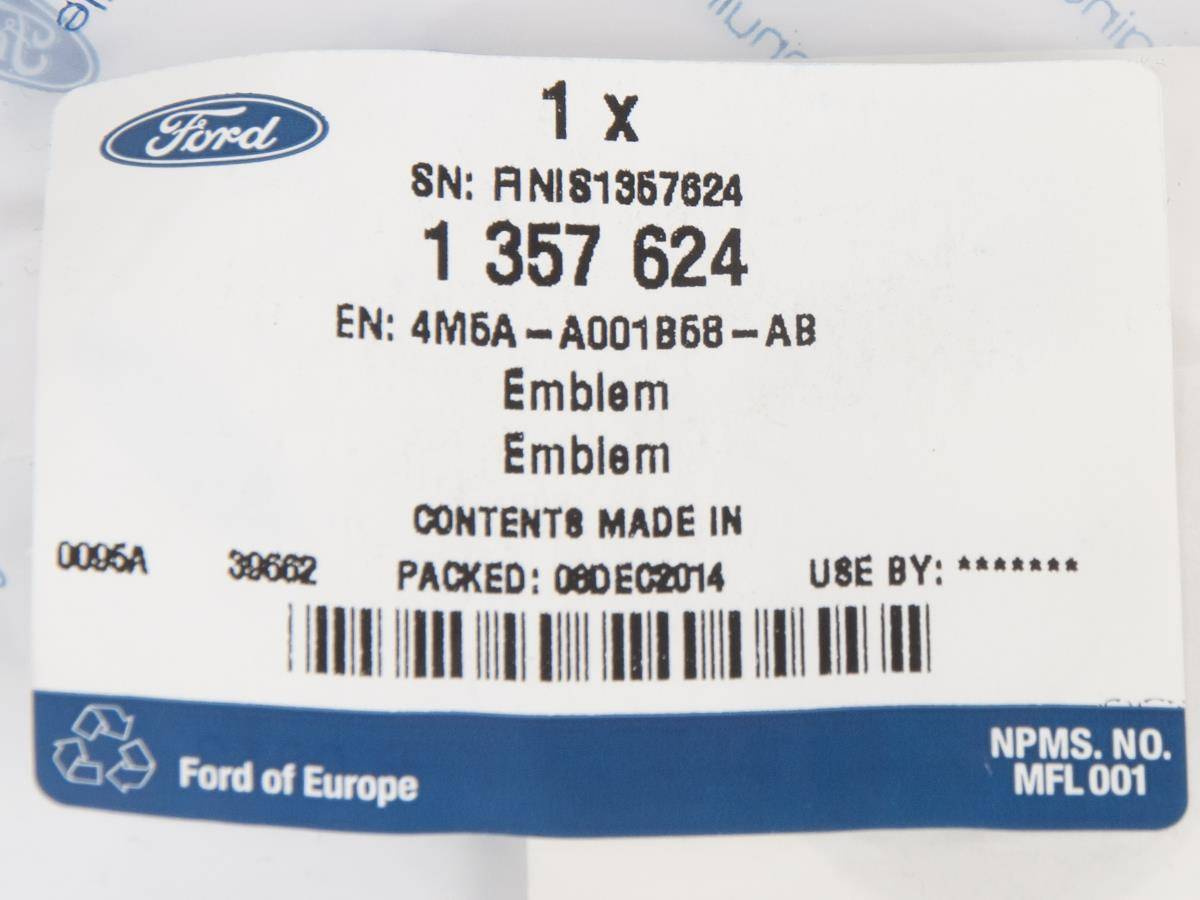 Ford
1 x
SN: FINIS1357624
1 357 624
EN: 4M5A-A001B58-AB
Emblem
Emblem
CONTENTS MADE IN
0095A 39662 PACKED: 08DEC2014 USE BY: *******
Ford of Europe
NPMS. NO.
MFL 001